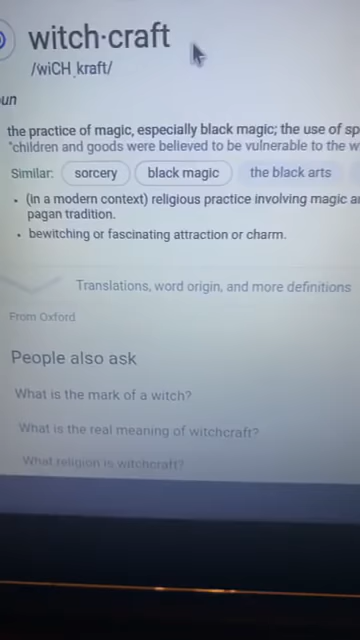 witch·craft
/wiCH ˌkraft/
un
the practice of magic, especially black magic; the use of sp
"children and goods were believed to be vulnerable to the w
Similar: sorcery black magic the black arts
• (in a modern context) religious practice involving magic a
pagan tradition.
• bewitching or fascinating attraction or charm.
Translations, word origin, and more definitions
From Oxford
People also ask
What is the mark of a witch?
What is the real meaning of witchcraft?
What religion is witchcraft?